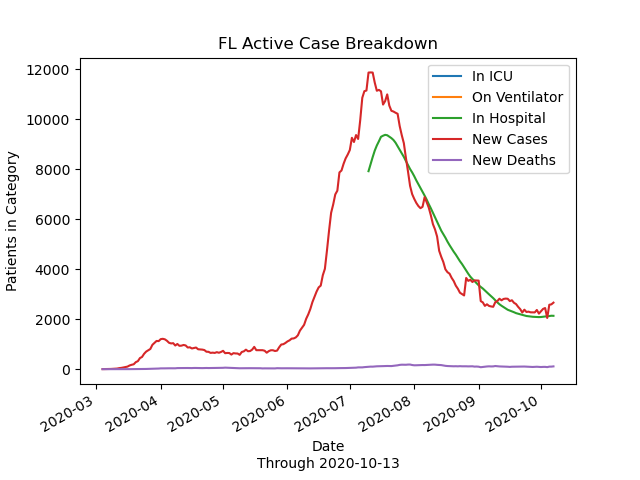 FL Active Case Breakdown
12000
10000
8000
6000
4000
2000
0
Patients in Category
In ICU
On Ventilator
In Hospital
New Cases
New Deaths
2020-03
2020-04
2020-05
2020-06
2020-07
2020-08
2020-09
2020-10
Date
Through 2020-10-13